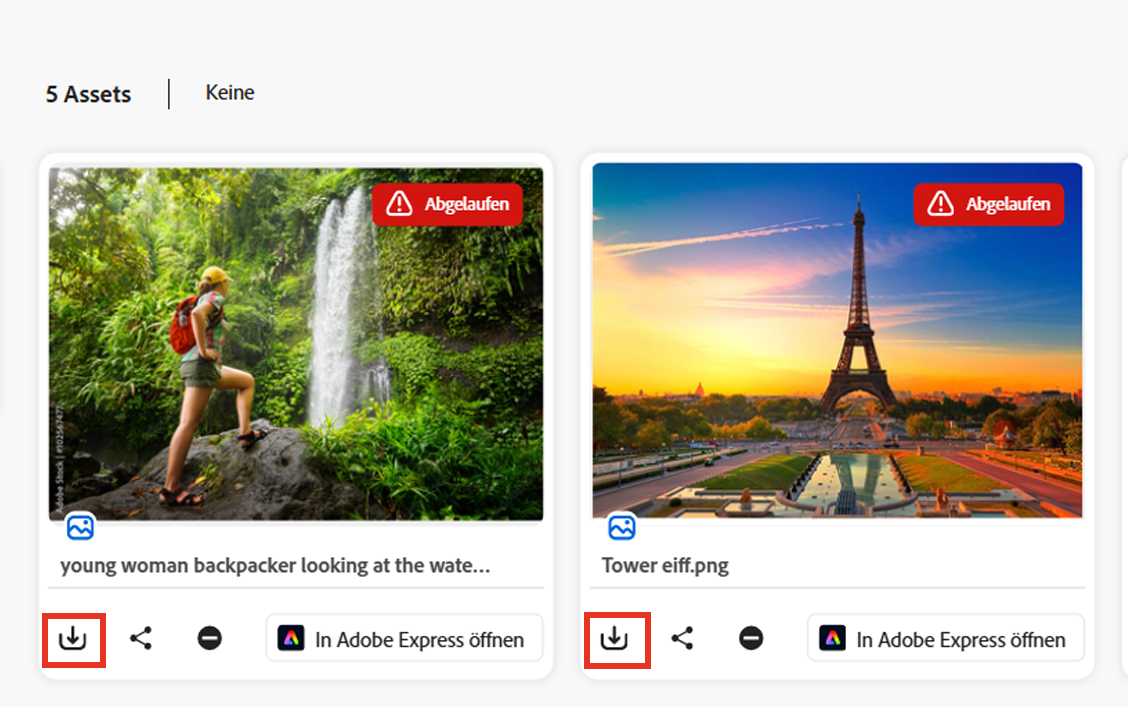 5 Assets
Keine
Abgelaufen
Abgelaufen
Adobe Stock | #102567477
young woman backpacker looking at the wate...
Tower eiff.png
In Adobe Express öffnen
In Adobe Express öffnen